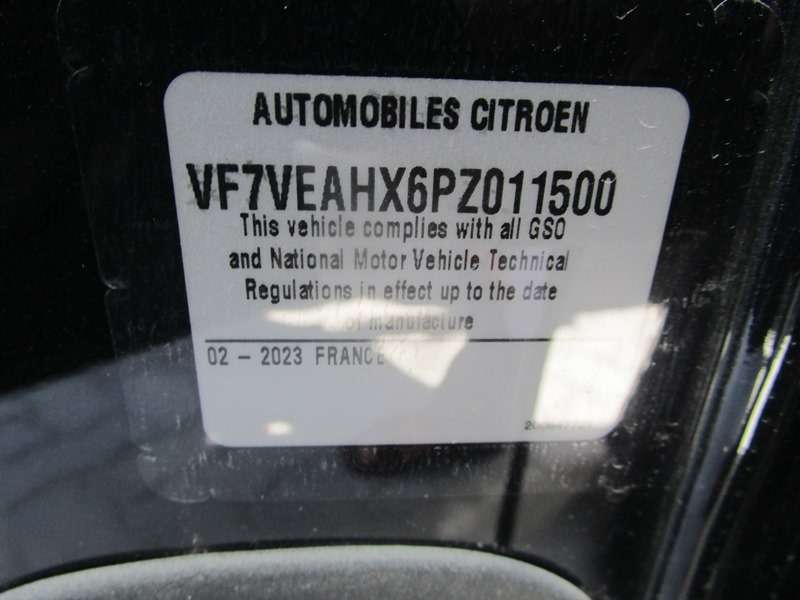 AUTOMOBILES CITROEN
VF7VEAHX6PZ011500
This vehicle complies with all GSO
and National Motor Vehicle Technical
Regulations in effect up to the date
of manufacture
02 - 2023 FRANCE